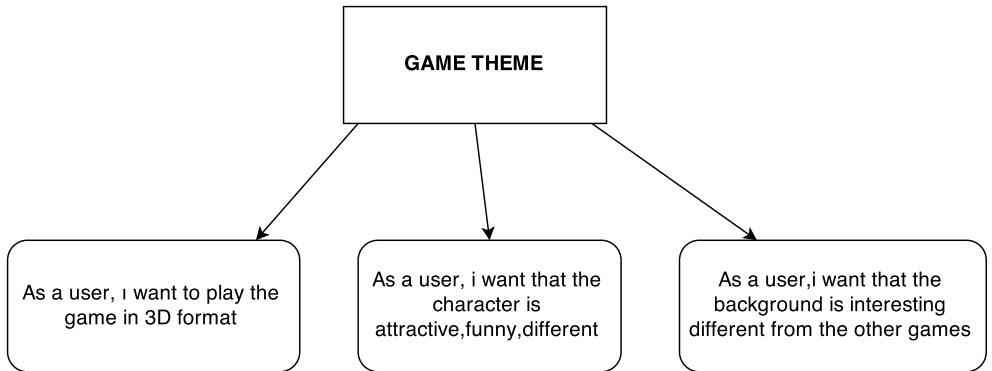 GAME THEME
As a user, ı want to play the
game in 3D format
As a user, i want that the
character is
attractive,funny,different
As a user,i want that the
background is interesting
different from the other games